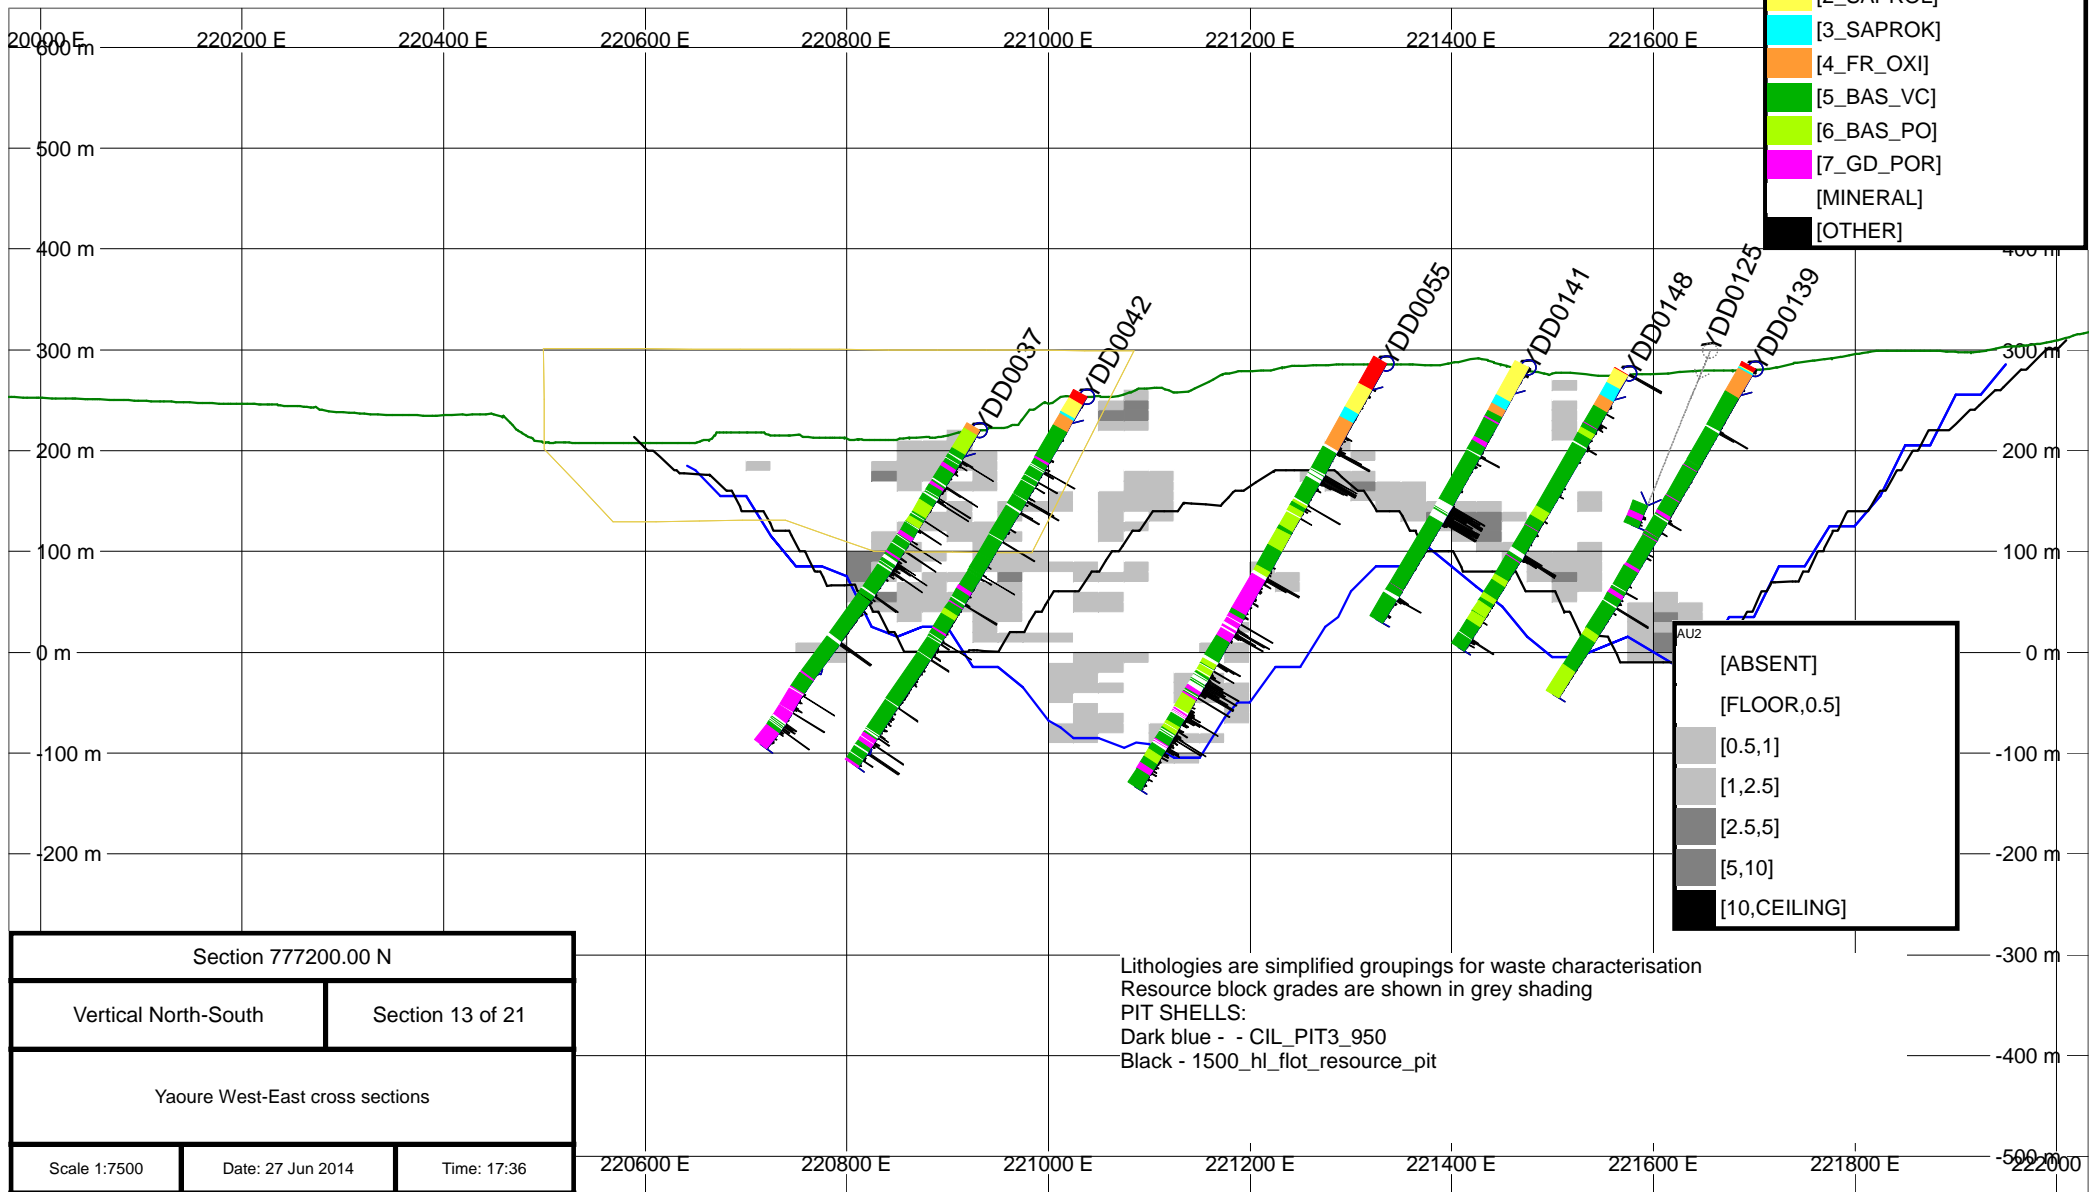 [2_SAPROL]
[3_SAPROK]
[4_FR_OXI]
[5_BAS_VC]
[6_BAS_PO]
[7_GD_POR]
[MINERAL]
[OTHER]
20000 E 220200 E 220400 E 220600 E 220800 E 221000 E 221200 E 221400 E 221600 E
600 m
500 m
400 m 400 m
300 m 300 m
200 m 200 m
100 m 100 m
0 m 0 m
-100 m -100 m
-200 m -200 m
-300 m
-400 m
-500 m
YDD0037
YDD0042
YDD0055
YDD0141
YDD0148
YDD0125
YDD0139
AU2
[ABSENT]
[FLOOR,0.5]
[0.5,1]
[1,2.5]
[2.5,5]
[5,10]
[10,CEILING]
Section 777200.00 N
Vertical North-South Section 13 of 21
Yaoure West-East cross sections
Scale 1:7500 Date: 27 Jun 2014 Time: 17:36
Lithologies are simplified groupings for waste characterisation
Resource block grades are shown in grey shading
PIT SHELLS:
Dark blue - - CIL_PIT3_950
Black - 1500_hl_flot_resource_pit
220600 E 220800 E 221000 E 221200 E 221400 E 221600 E 221800 E 222000